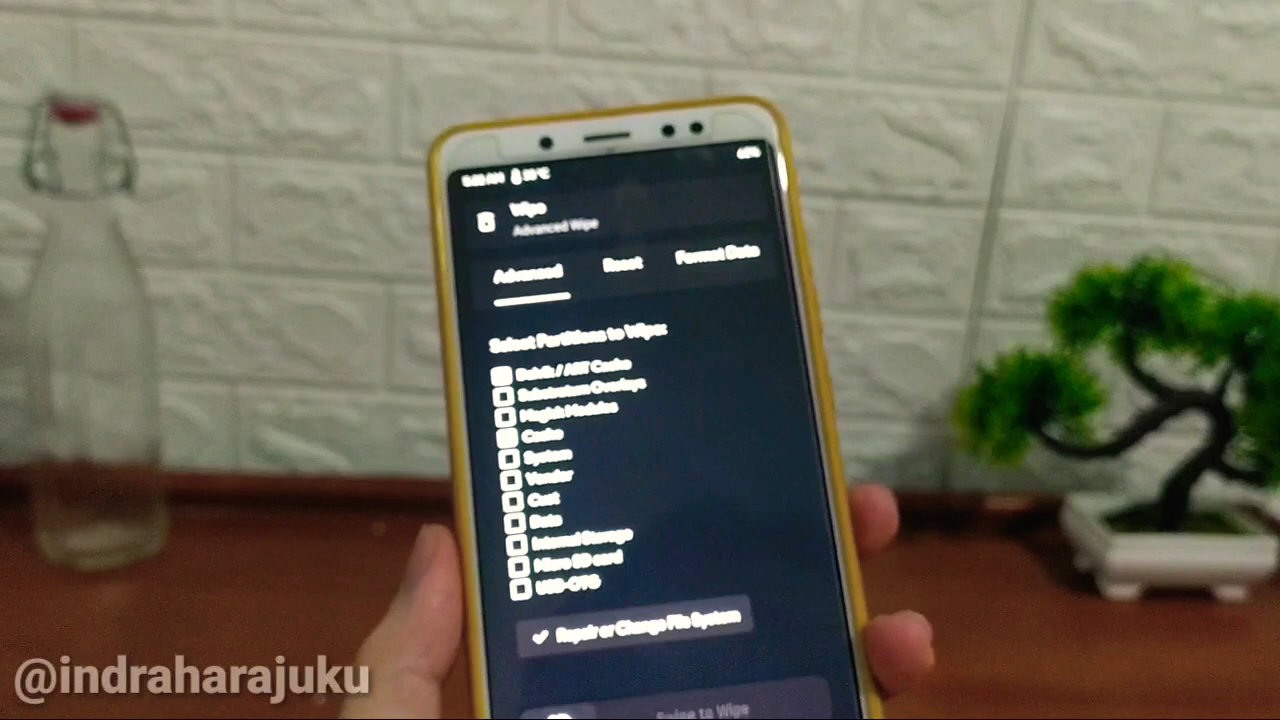 Wipe
Advanced Wipe
Advanced Reset Format Data
Select Partitions to Wipe:
Dalvik / ART Cache
Substratum Overlays
Magisk Modules
Cache
System
Vendor
Cust
Data
Internal Storage
Micro SD card
USB-OTG
Repair or Change File System
Swipe to Wipe
@indraharajuku